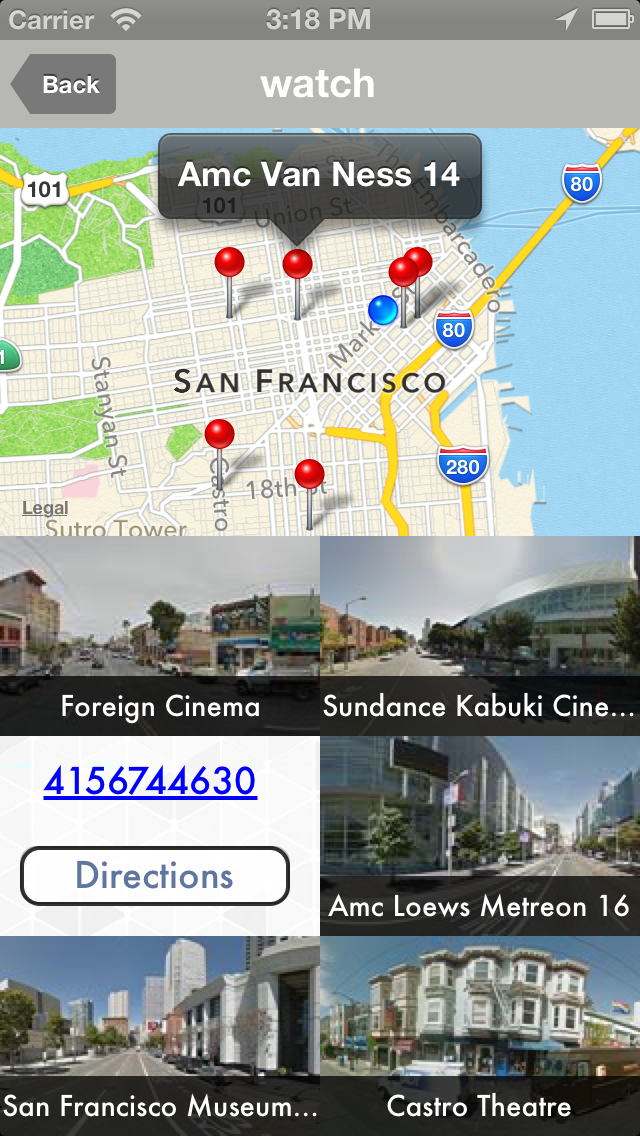 Carrier 3:18 PM
Back watch
Amc Van Ness 14
101
101
Union St
The Embarcadero
80
80
1
Stanyan St
SAN FRANCISCO
280
Castro
18th St
Legal
Sutro Tower
Foreign Cinema
Sundance Kabuki Cine...
4156744630
Directions
Amc Loews Metreon 16
San Francisco Museum...
Castro Theatre